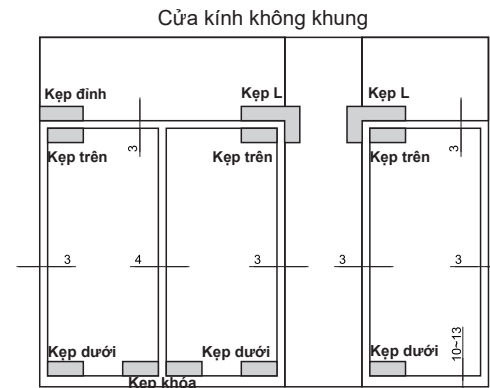 Cửa kính không khung
Kẹp đỉnh
Kẹp L
Kẹp L
3
3
Kẹp trên
Kẹp trên
Kẹp trên
3
4
3
3
3
Kẹp dưới
Kẹp dưới
Kẹp dưới
10~13
Kẹp khóa